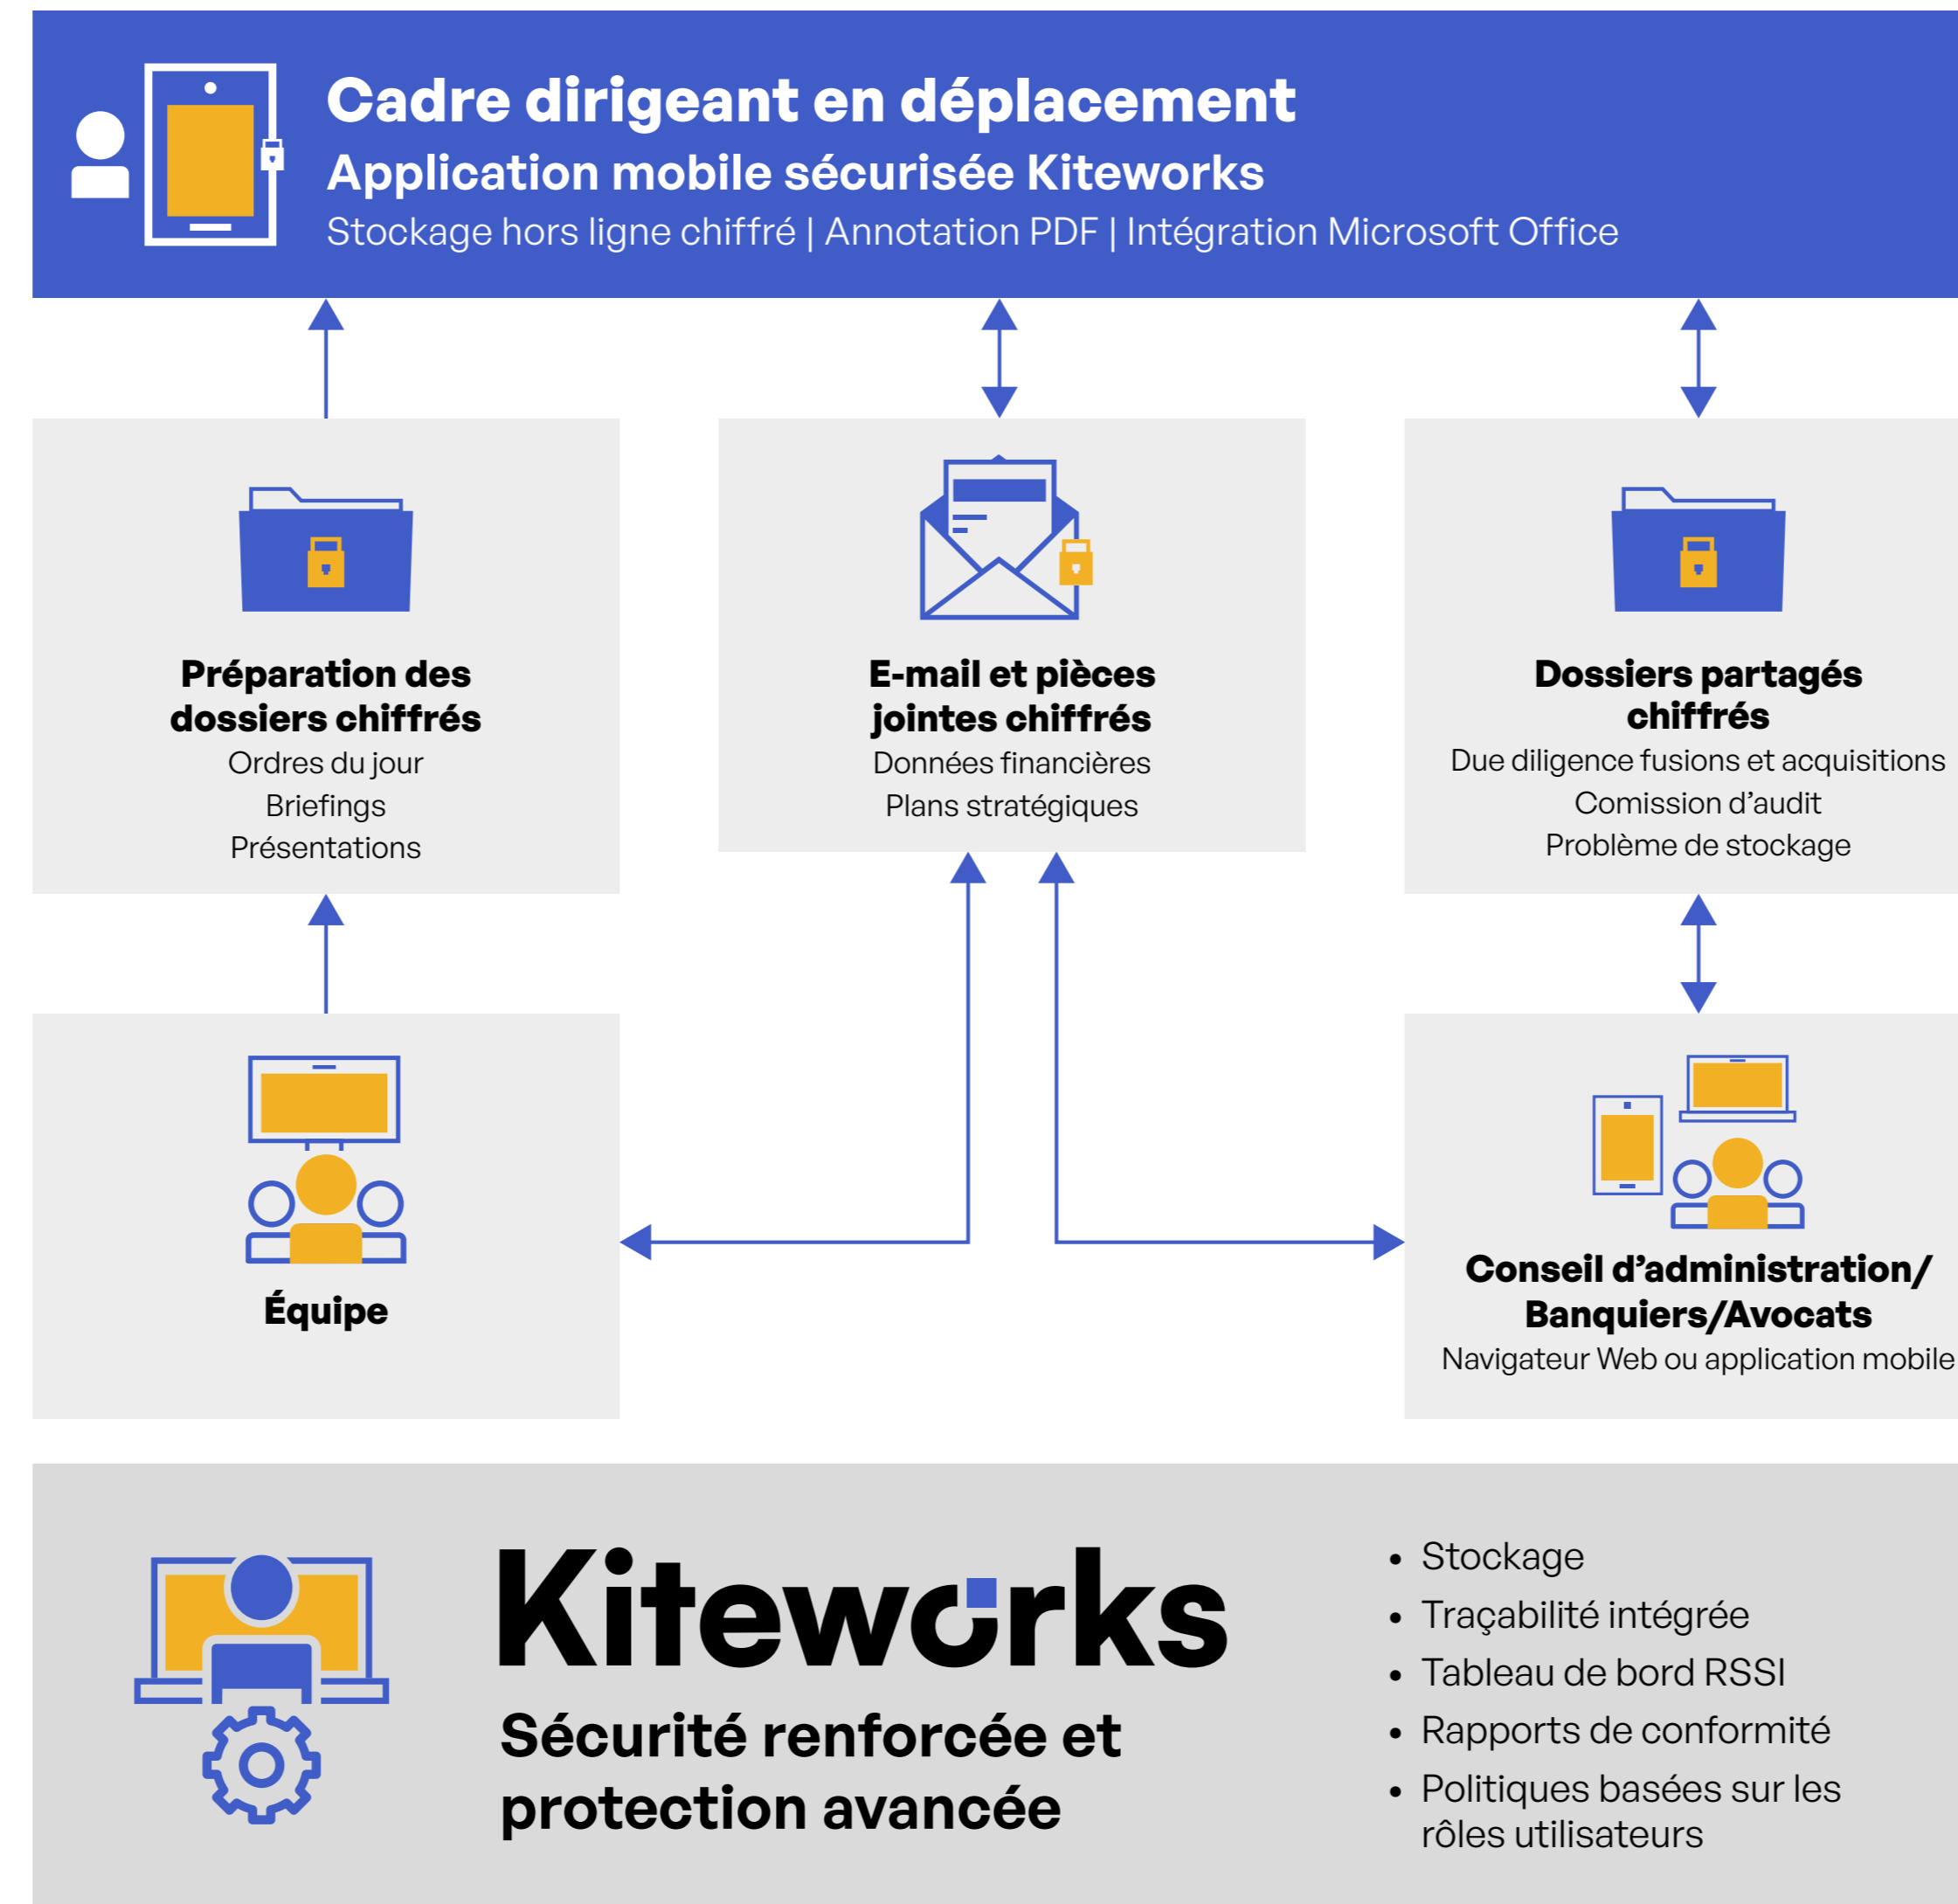 Cadre dirigeant en déplacement
Application mobile sécurisée Kiteworks
Stockage hors ligne chiffré | Annotation PDF | Intégration Microsoft Office
Préparation des
dossiers chiffrés
Ordres du jour
Briefings
Présentations
E-mail et pièces
jointes chiffrés
Données financières
Plans stratégiques
Dossiers partagés
chiffrés
Due diligence fusions et acquisitions
Comission d’audit
Problème de stockage
Équipe
Conseil d’administration/
Banquiers/Avocats
Navigateur Web ou application mobile
Kiteworks
Sécurité renforcée et
protection avancée
• Stockage
• Traçabilité intégrée
• Tableau de bord RSSI
• Rapports de conformité
• Politiques basées sur les
rôles utilisateurs